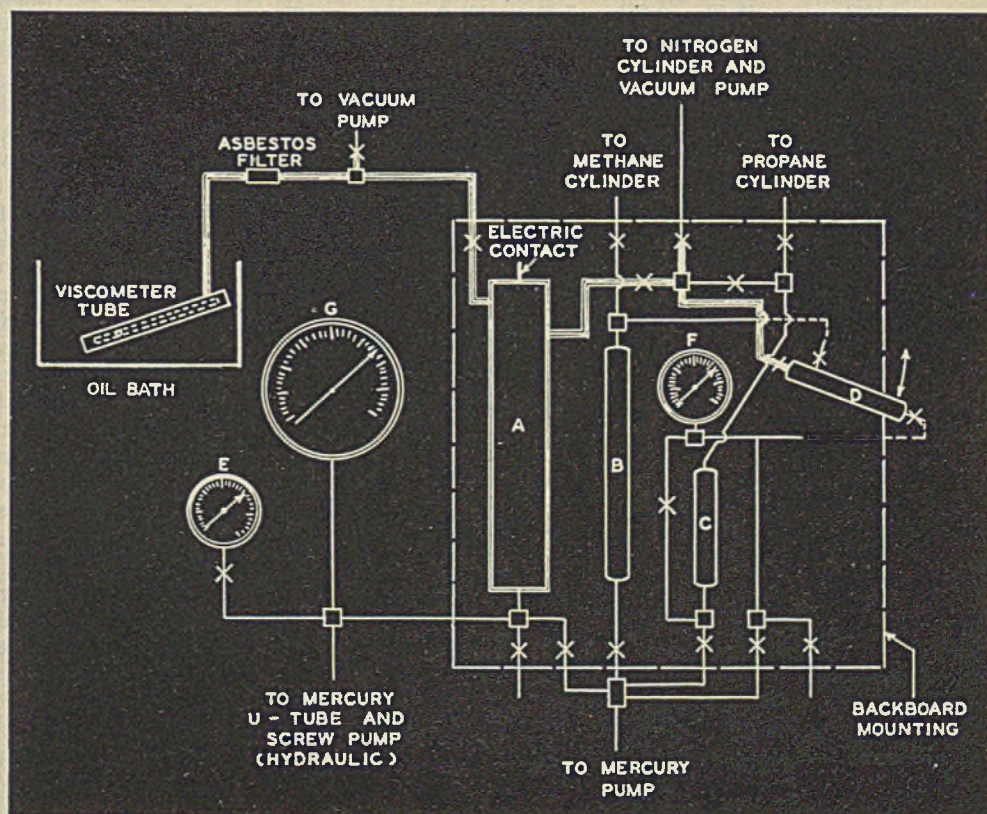 TO NITROGEN
CYLINDER AND
VACUUM PUMP
TO VACUUM
PUMP
ASBESTOS
FILTER
TO
METHANE
CYLINDER
TO
PROPANE
CYLINDER
ELECTRIC
CONTACT
VISCOMETER
TUBE
OIL BATH
G
F
D
A
B
C
E
TO MERCURY
U-TUBE AND
SCREW PUMP
(HYDRAULIC)
TO MERCURY
PUMP
BACKBOARD
MOUNTING